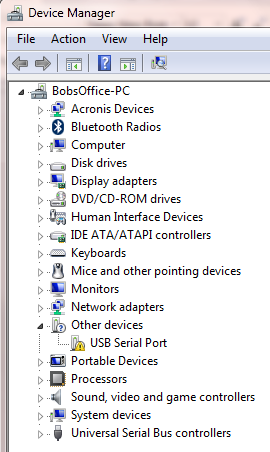 Device Manager
File Action View Help
BobsOffice-PC
Acronis Devices
Bluetooth Radios
Computer
Disk drives
Display adapters
DVD/CD-ROM drives
Human Interface Devices
IDE ATA/ATAPI controllers
Keyboards
Mice and other pointing devices
Monitors
Network adapters
Other devices
USB Serial Port
Portable Devices
Processors
Sound, video and game controllers
System devices
Universal Serial Bus controllers